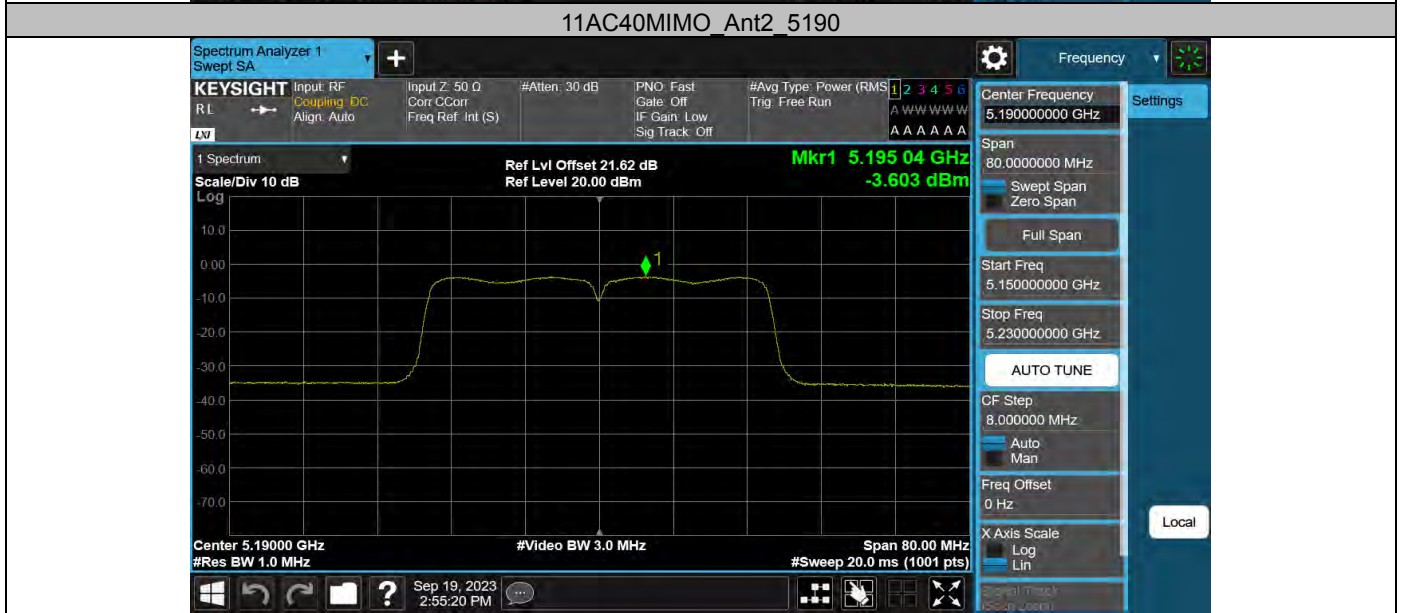 11AC40MIMO_Ant2_5190
Spectrum Analyzer 1
Swept SA
Frequency
KEYSIGHT
Input: RF
Input Z: 50 Ω
#Atten: 30 dB
PNO: Fast
#Avg Type: Power (RMS
1 2 3 4 5 6
R L
Coupling: DC
Corr CCorr
Gate: Off
Trig: Free Run
A W W W W W
Align: Auto
Freq Ref: Int (S)
IF Gain: Low
LXI
Sig Track: Off
A A A A A A
Center Frequency
5.190000000 GHz
Settings
1 Spectrum
Ref Lvl Offset 21.62 dB
Mkr1 5.195 04 GHz
Scale/Div 10 dB
Ref Level 20.00 dBm
-3.603 dBm
Log
10.0
0.00
-10.0
-20.0
-30.0
-40.0
-50.0
-60.0
-70.0
1
Center 5.19000 GHz
#Video BW 3.0 MHz
Span 80.00 MHz
#Res BW 1.0 MHz
#Sweep 20.0 ms (1001 pts)
Span
80.0000000 MHz
Swept Span
Zero Span
Full Span
Start Freq
5.150000000 GHz
Stop Freq
5.230000000 GHz
AUTO TUNE
CF Step
8.000000 MHz
Auto
Man
Freq Offset
0 Hz
X Axis Scale
Log
Lin
Local
Sep 19, 2023
2:55:20 PM